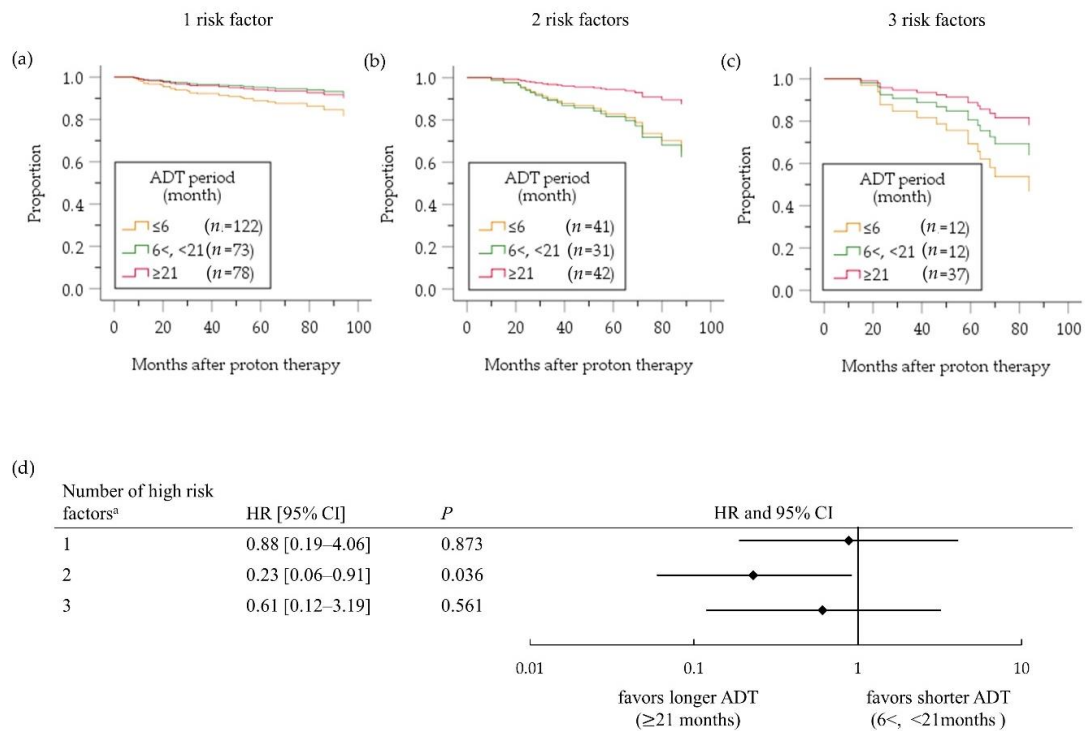 1 risk factor
2 risk factors
3 risk factors
(a)
1.0
0.8
0.6
0.4
0.2
0.0
Proportion
ADT period
(month)
≤6 (n.=122)
6<, <21 (n=73)
≥21 (n=78)
0 20 40 60 80 100
Months after proton therapy
(b)
1.0
0.8
0.6
0.4
0.2
0.0
Proportion
ADT period
(month)
≤6 (n=41)
6<, <21 (n=31)
≥21 (n=42)
0 20 40 60 80 100
Months after proton therapy
(c)
1.0
0.8
0.6
0.4
0.2
0.0
Proportion
ADT period
(month)
≤6 (n=12)
6<, <21 (n=12)
≥21 (n=37)
0 20 40 60 80 100
Months after proton therapy
(d)
Number of high risk
factorsᵃ HR [95% CI] P HR and 95% CI
1 0.88 [0.19–4.06] 0.873
2 0.23 [0.06–0.91] 0.036
3 0.61 [0.12–3.19] 0.561
0.01 0.1 1 10
favors longer ADT
(≥21 months)
favors shorter ADT
(6<, <21months )